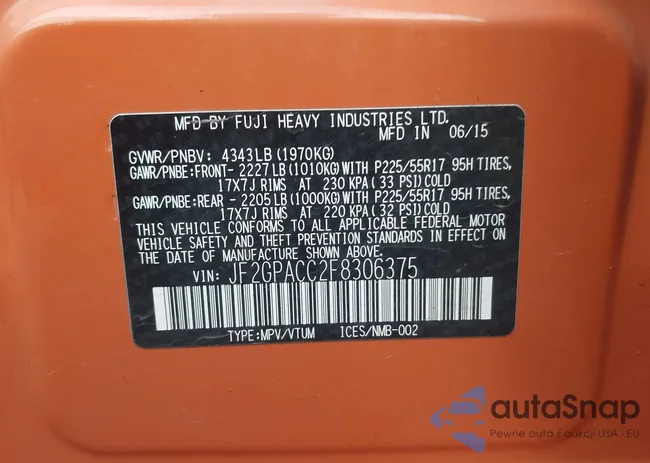 MFD BY FUJI HEAVY INDUSTRIES LTD.
MFD IN 06/15
GVWR/PNBV: 4343LB (1970KG)
GAWR/PNBE:FRONT- 2227LB (1010KG)WITH P225/55R17 95H TIRES,
17X7J RIMS AT 230 KPA (33 PSI)COLD
GAWR/PNBE:REAR - 2205LB (1000KG)WITH P225/55R17 95H TIRES,
17X7J RIMS AT 220 KPA (32 PSI)COLD
THIS VEHICLE CONFORMS TO ALL APPLICABLE FEDERAL MOTOR
VEHICLE SAFETY AND THEFT PREVENTION STANDARDS IN EFFECT ON
THE DATE OF MANUFACTURE SHOWN ABOVE.
VIN: JF2GPACC2F8306375
TYPE:MPV/VTUM ICES/NMB-002
autaSnap
Pewne auta z aukcji USA - EU